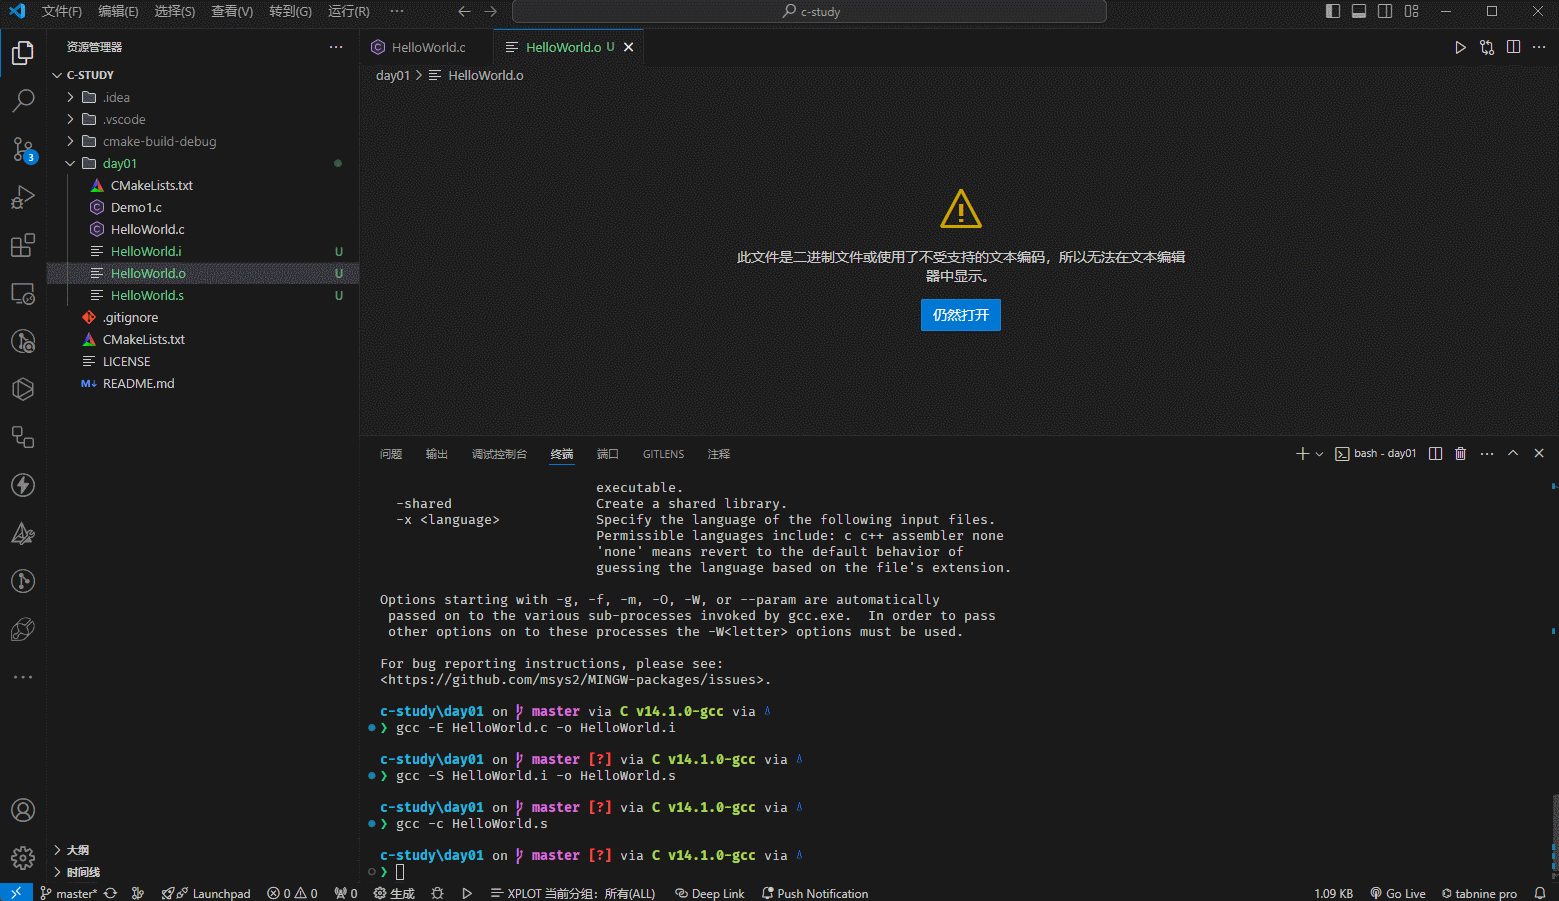 文件(F) 编辑(E) 选择(S) 查看(V) 转到(G) 运行(R) ··· c-study
资源管理器 ···
C-STUDY
.idea
.vscode
cmake-build-debug
day01
CMakeLists.txt
Demo1.c
HelloWorld.c
HelloWorld.i U
HelloWorld.o U
HelloWorld.s U
.gitignore
CMakeLists.txt
LICENSE
M↓ README.md
大纲
时间线
3
HelloWorld.c HelloWorld.o U
day01 > HelloWorld.o
此文件是二进制文件或使用了不受支持的文本编码，所以无法在文本编辑
器中显示。
仍然打开
问题 输出 调试控制台 终端 端口 GITLENS 注释 bash - day01
executable.
-shared Create a shared library.
-x <language> Specify the language of the following input files.
Permissible languages include: c c++ assembler none
'none' means revert to the default behavior of
guessing the language based on the file's extension.
Options starting with -g, -f, -m, -O, -W, or --param are automatically
passed on to the various sub-processes invoked by gcc.exe.  In order to pass
other options on to these processes the -W<letter> options must be used.
For bug reporting instructions, please see:
<https://github.com/msys2/MINGW-packages/issues>.
c-study\day01 on master via C v14.1.0-gcc via
❯ gcc -E HelloWorld.c -o HelloWorld.i
c-study\day01 on master [?] via C v14.1.0-gcc via
❯ gcc -S HelloWorld.i -o HelloWorld.s
c-study\day01 on master [?] via C v14.1.0-gcc via
❯ gcc -c HelloWorld.s
c-study\day01 on master [?] via C v14.1.0-gcc via
❯
master* Launchpad 0 0 0 生成 XPLOT 当前分组：所有(ALL) Deep Link Push Notification 1.09 KB Go Live tabnine pro